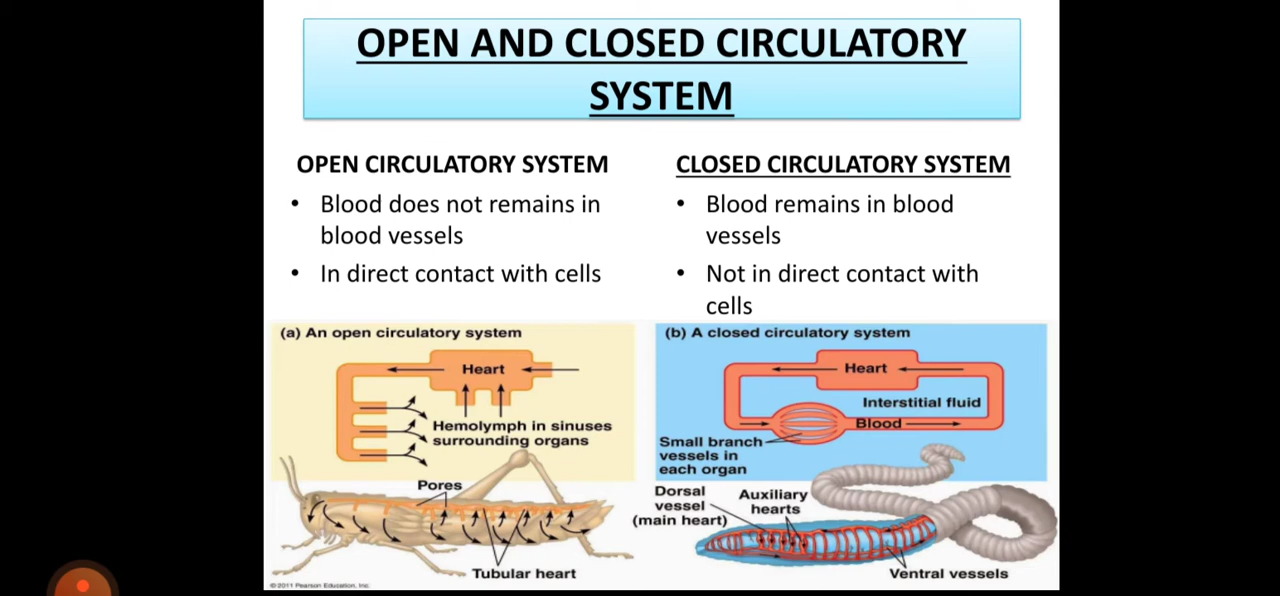 OPEN AND CLOSED CIRCULATORY
SYSTEM
OPEN CIRCULATORY SYSTEM
• Blood does not remains in
blood vessels
• In direct contact with cells
CLOSED CIRCULATORY SYSTEM
• Blood remains in blood
vessels
• Not in direct contact with
cells
(a) An open circulatory system
Heart
Hemolymph in sinuses
surrounding organs
Pores
Tubular heart
© 2011 Pearson Education, Inc.
(b) A closed circulatory system
Heart
Interstitial fluid
Blood
Small branch
vessels in
each organ
Dorsal
vessel
(main heart)
Auxiliary
hearts
Ventral vessels